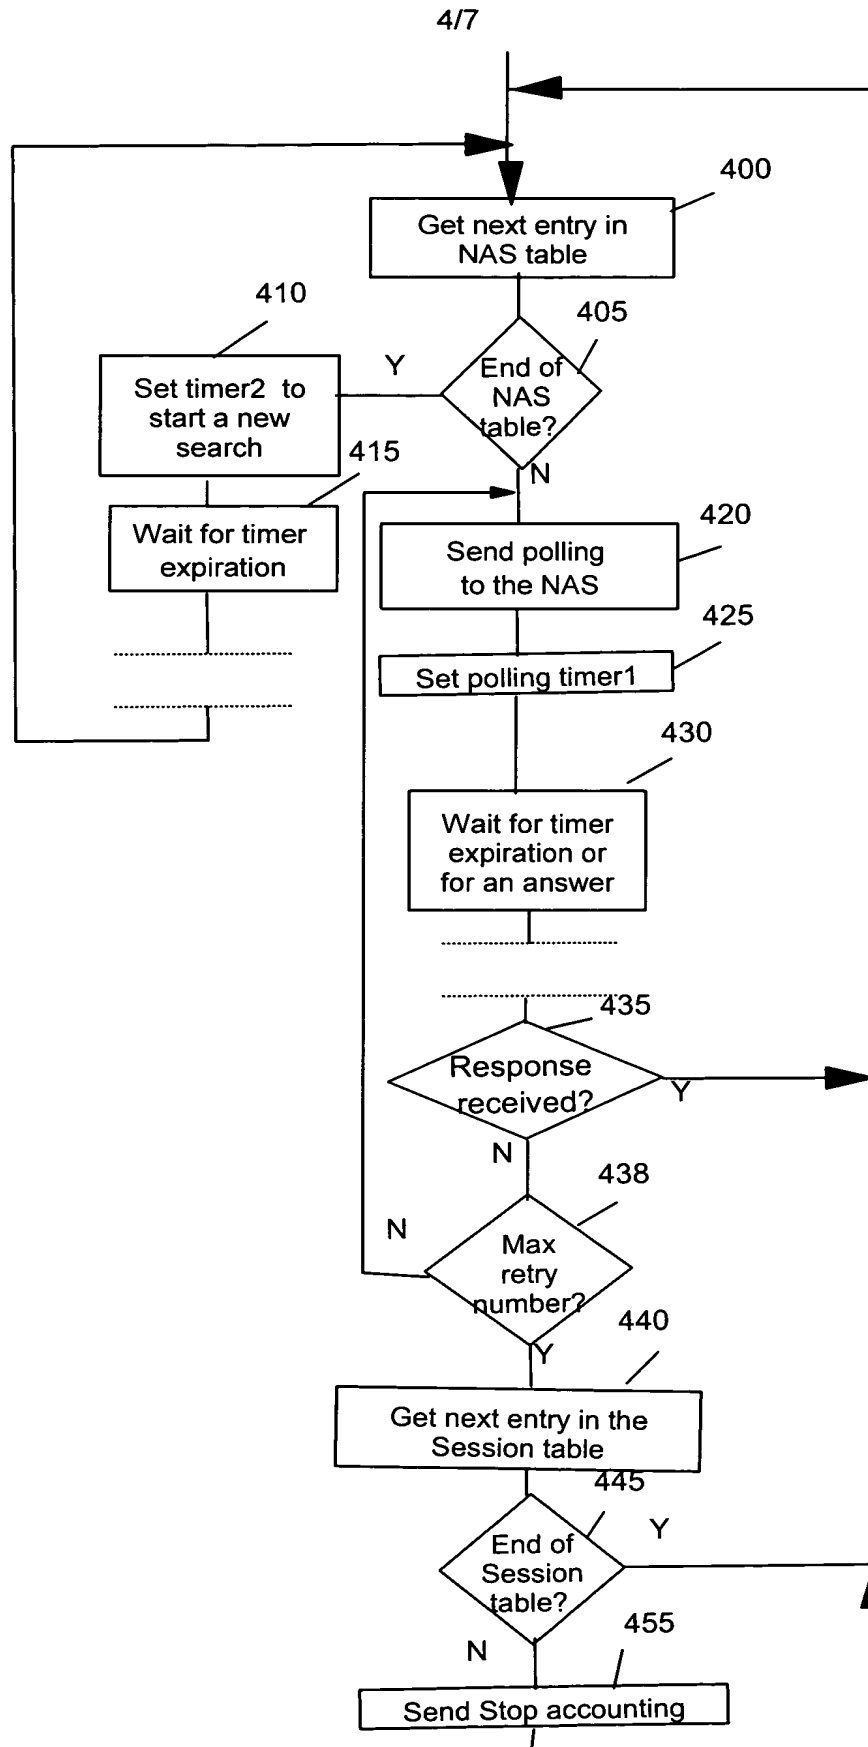 4/7
400
Get next entry in
NAS table
410
405
Y
End of
NAS
table?
Set timer2 to
start a new
search
415
N
Wait for timer
expiration
420
Send polling
to the NAS
425
Set polling timer1
430
Wait for timer
expiration or
for an answer
435
Response
received?
Y
N
438
N
Max
retry
number?
440
Y
Get next entry in the
Session table
445
Y
End of
Session
table?
455
N
Send Stop accounting